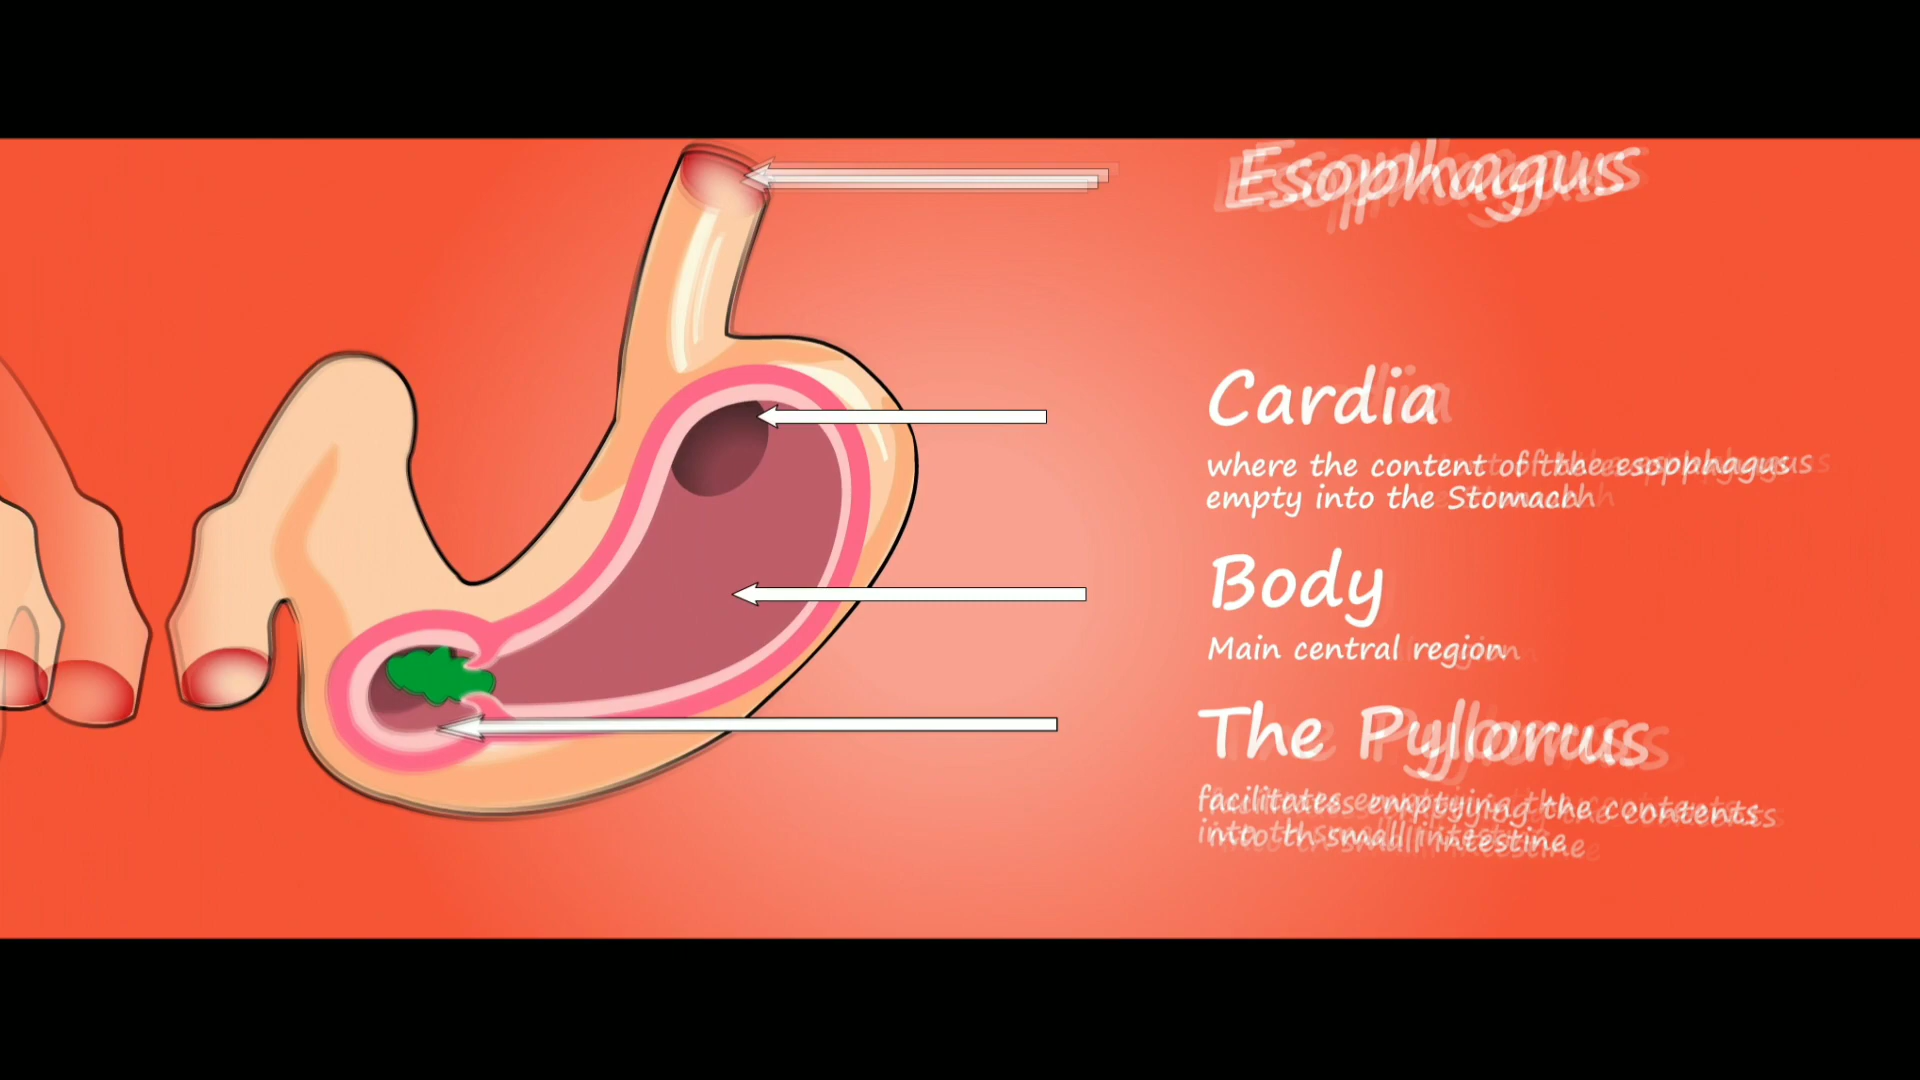 Esophagus
Cardia
where the content of the esophagus
empty into the Stomach
Body
Main central region
The Pylorus
facilitates emptying the contents
into th small intestine